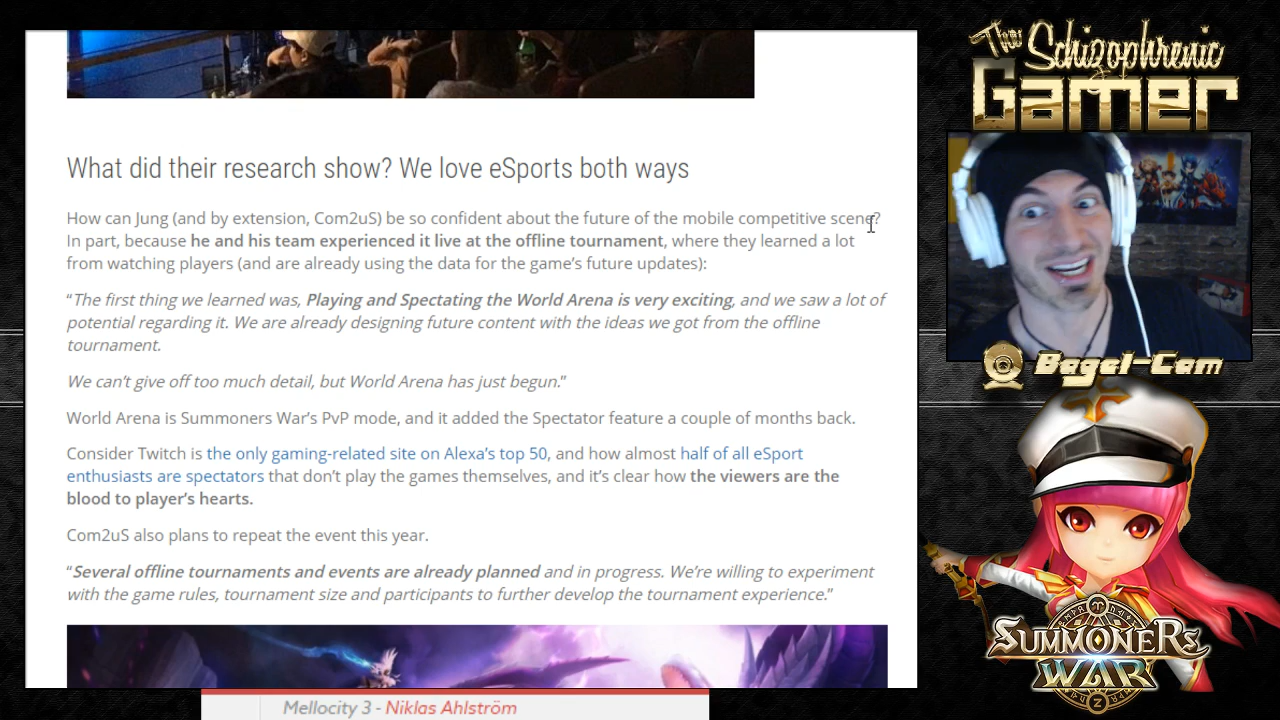 The Schizophrenic
Gamer
What did their research show? We love eSports both ways
How can Jung (and by extension, Com2uS) be so confident about the future of the mobile competitive scene?
In part, because he and his team experienced it live at the offline tournament, where they learned a lot
from watching players (and are already using the data for the game’s future updates):
“The first thing we learned was, Playing and Spectating the World Arena is very exciting, and we saw a lot of
potential regarding it. We are already designing future content with the ideas we got from the offline
tournament.
We can’t give off too much detail, but World Arena has just begun.”
World Arena is Summoners War’s PvP mode, and it added the Spectator feature a couple of months back.
Consider Twitch is the only gaming-related site on Alexa’s top 50, and how almost half of all eSport
enthusiasts are spectators that don’t play the games themselves, and it’s clear how the viewers are the
blood to player’s hearts.
Com2uS also plans to repeat the event this year.
“Several offline tournaments and events are already planned and in progress. We’re willing to experiment
with the game rules, tournament size and participants to further develop the tournament experience.”
Bagel-Cam
SUMMONERS
WAR
Mellocity 3 - Niklas Ahlström